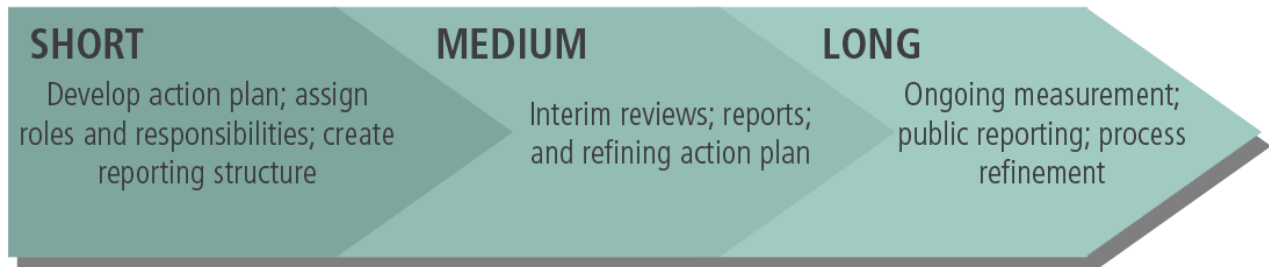 SHORT
Develop action plan; assign
roles and responsibilities; create
reporting structure
MEDIUM
Interim reviews; reports;
and refining action plan
LONG
Ongoing measurement;
public reporting; process
refinement